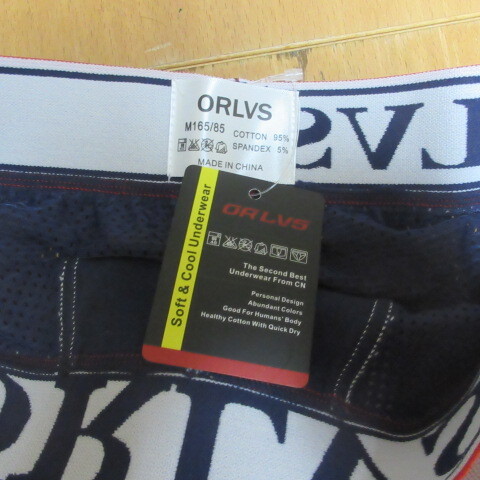 ORLVS
M165/85 COTTON 95%
SPANDEX 5%
MADE IN CHINA
ORLVS
Soft & Cool Underwear
The Second Best
Underwear From CN
Personal Design
Abundant Colors
Good For Humans' Body
Healthy Cotton With Quick Dry